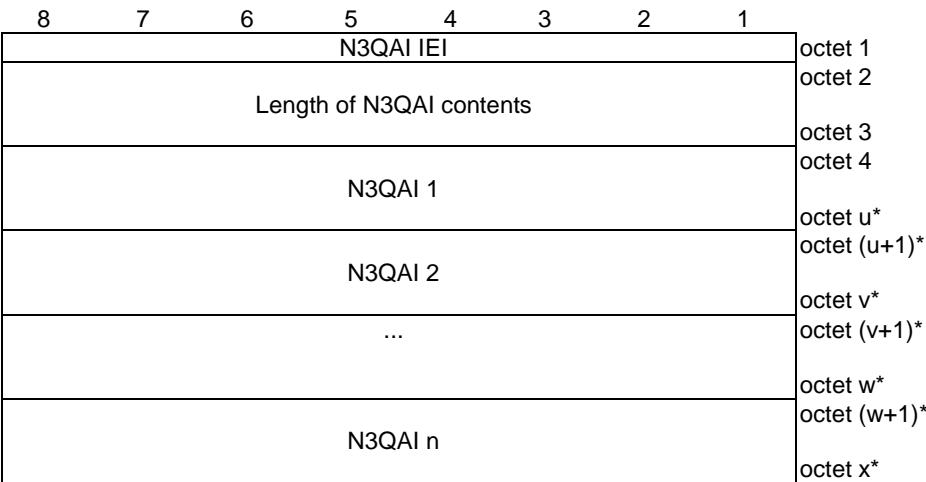 8 7 6 5 4 3 2 1
N3QAI IEI octet 1
octet 2
Length of N3QAI contents
octet 3
octet 4
N3QAI 1
octet u*
octet (u+1)*
N3QAI 2
octet v*
... octet (v+1)*
octet w*
octet (w+1)*
N3QAI n
octet x*